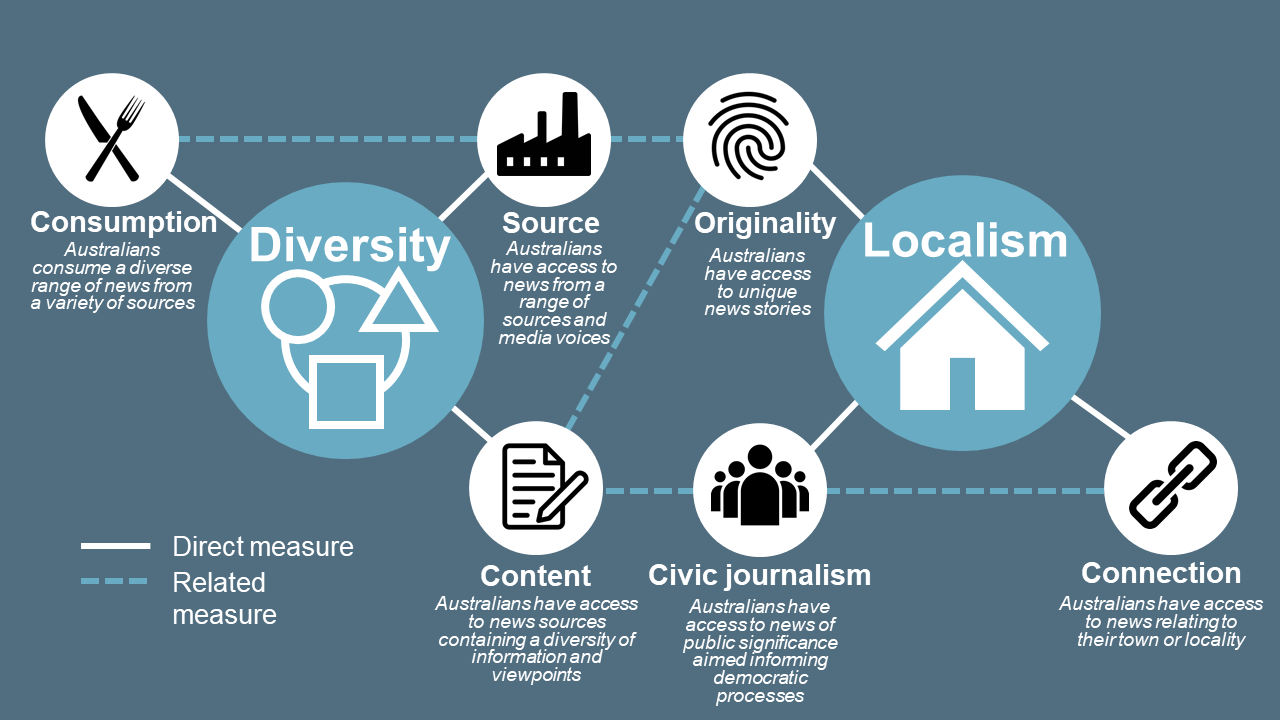 Consumption
Australians
consume a diverse
range of news from
a variety of sources
Diversity
Source
Australians
have access to
news from a
range of
sources and
media voices
Originality
Australians
have access
to unique
news stories
Localism
Direct measure
Related
measure
Content
Australians have access
to news sources
containing a diversity of
information and
viewpoints
Civic journalism
Australians have
access to news of
public significance
aimed informing
democratic
processes
Connection
Australians have access
to news relating to
their town or locality